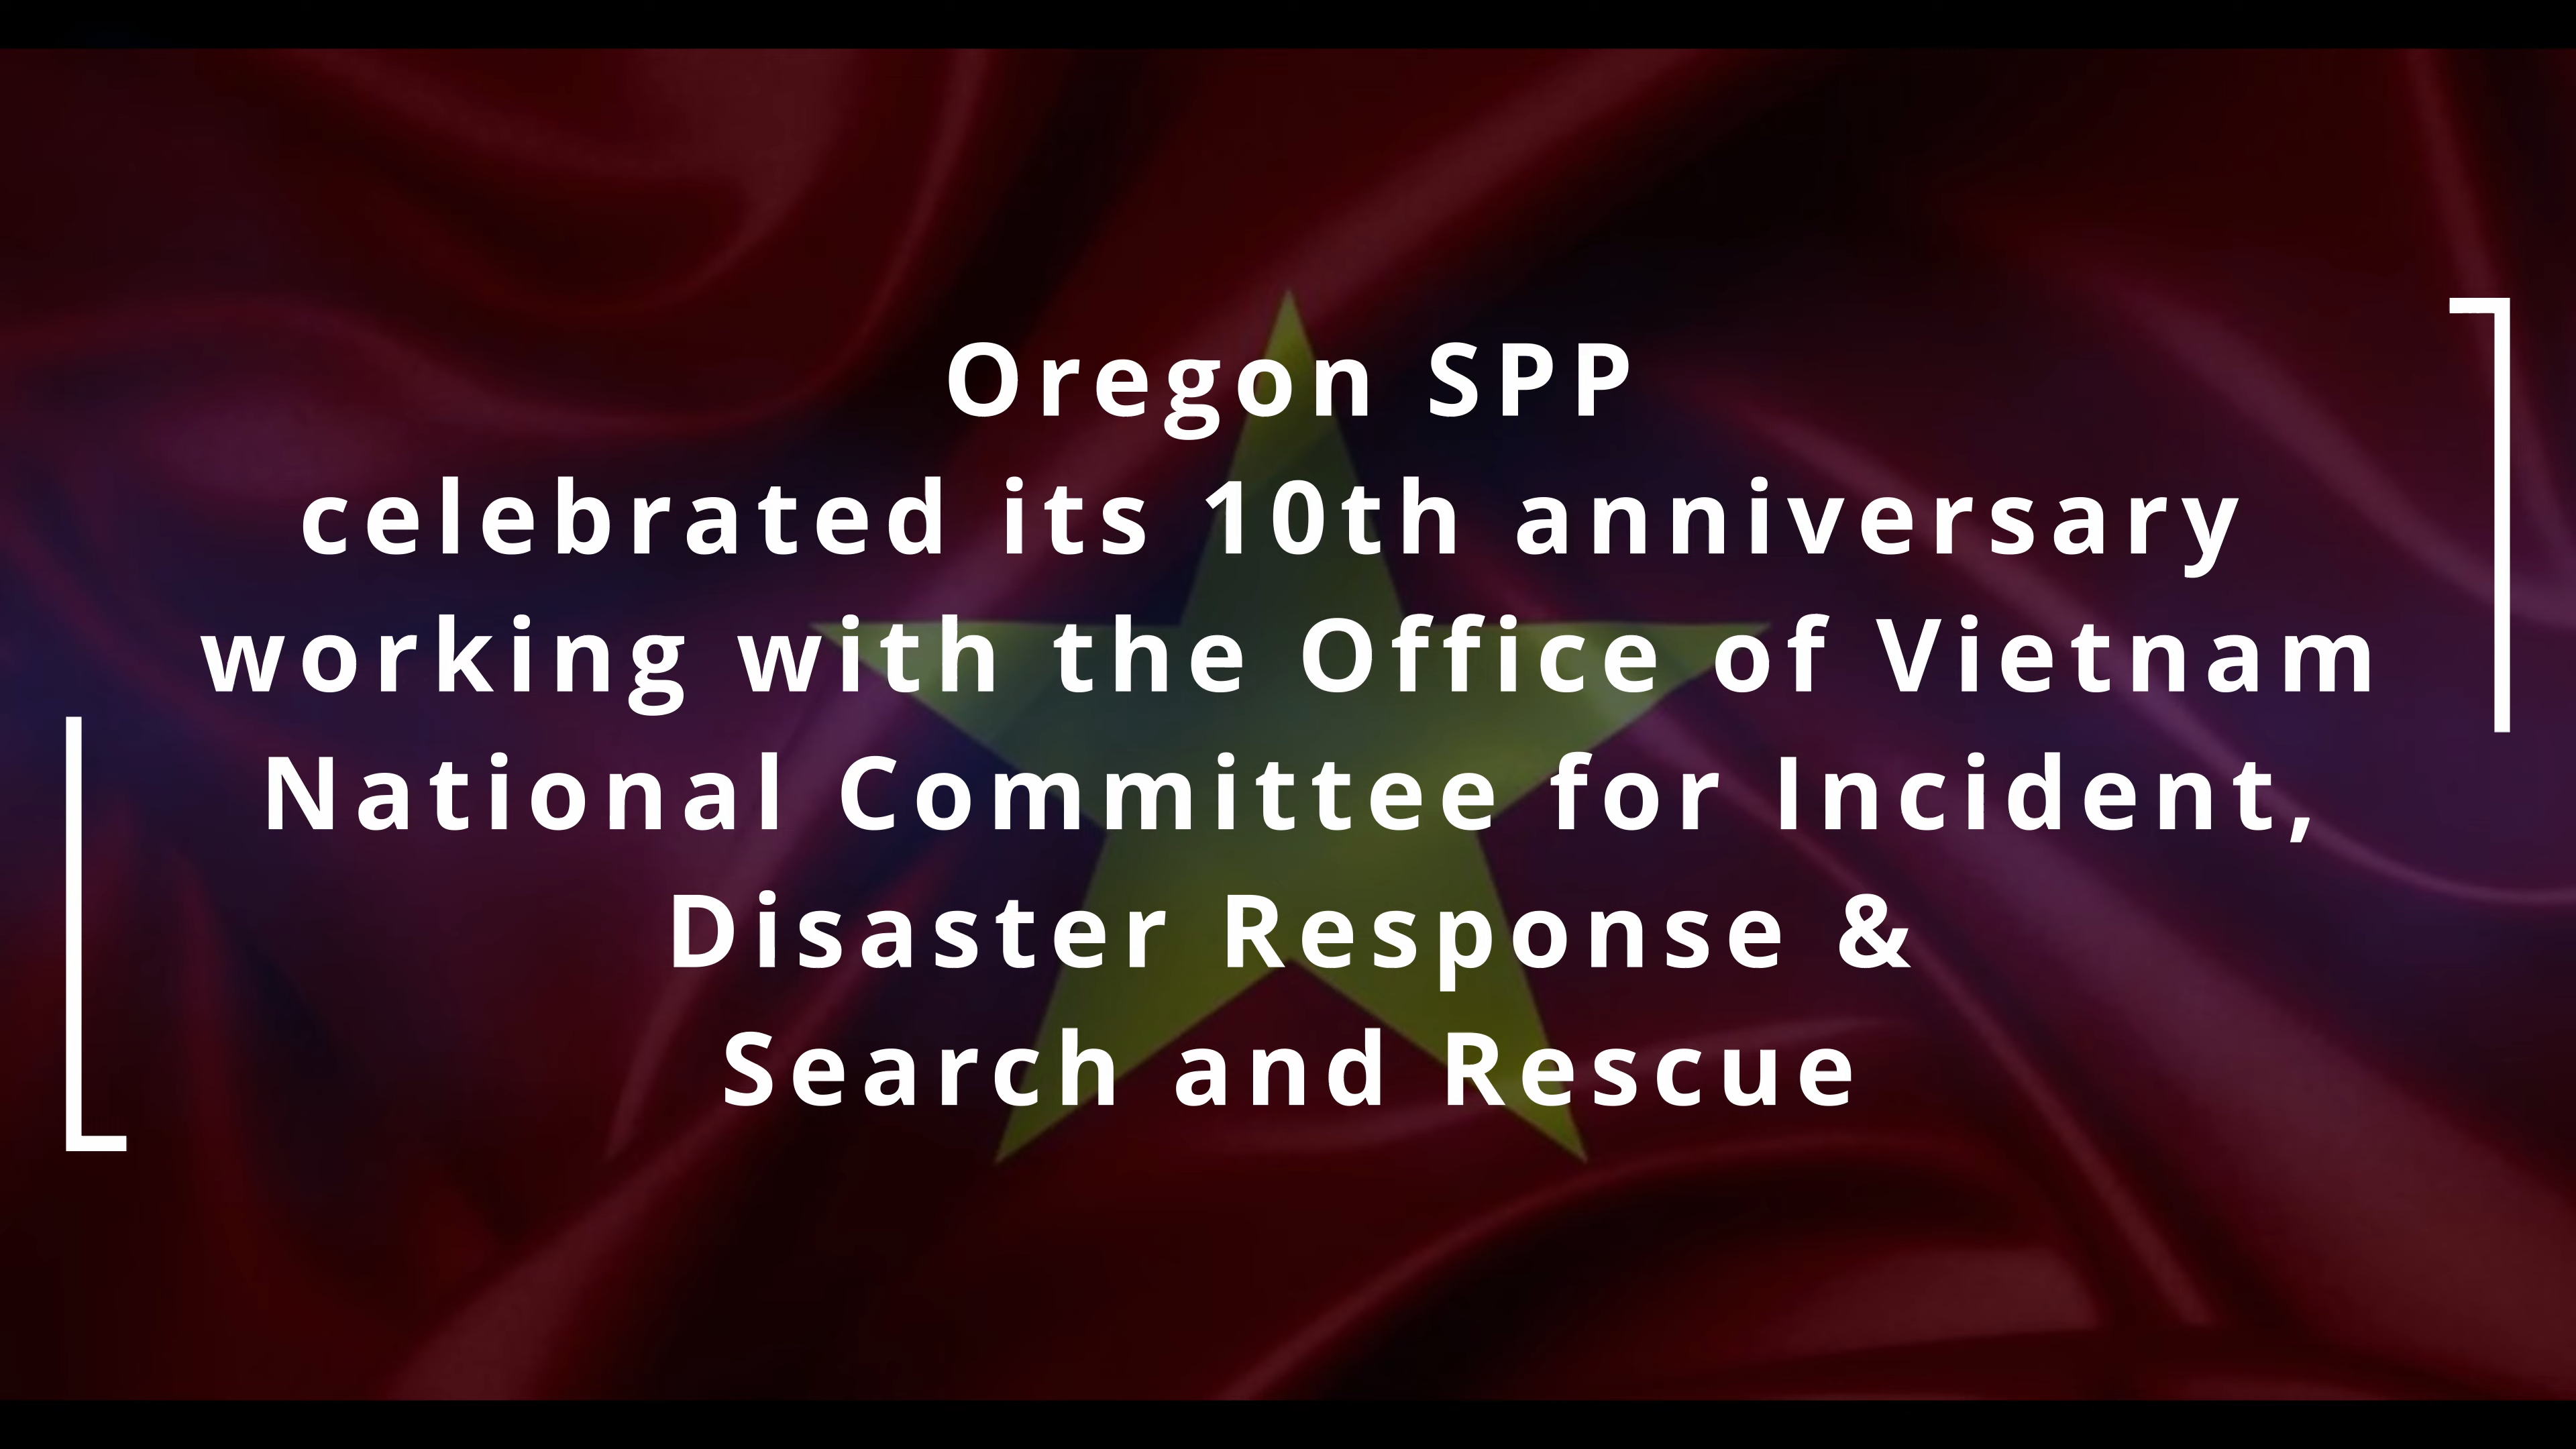 Oregon SPP
celebrated its 10th anniversary
working with the Office of Vietnam
National Committee for Incident,
Disaster Response &
Search and Rescue